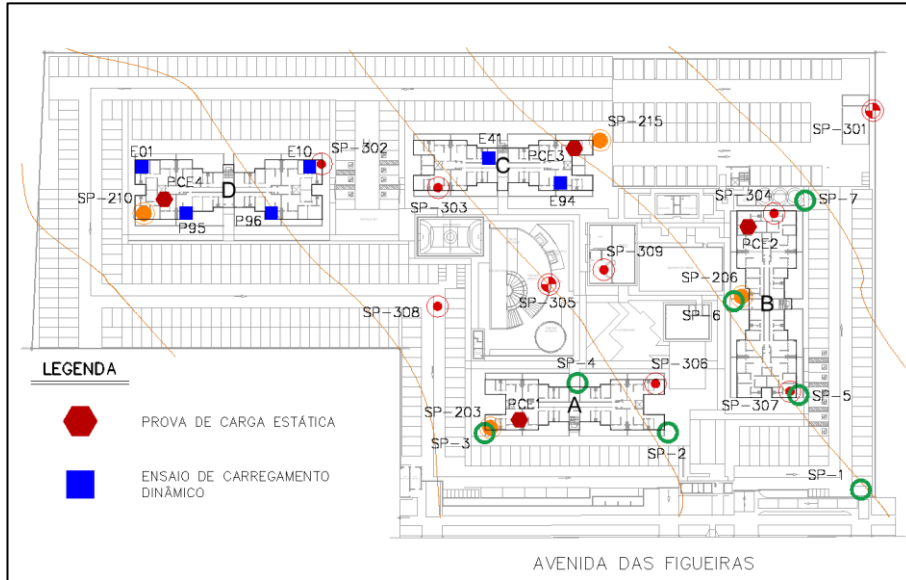 SP-215
SP-301
E01
E10
SP-302
E41
PCE3
C
PCE4
D
E94
SP-210
P95
P96
SP-303
SP-304
SP-7
PCE2
SP-309
SP-206
SP-305
SP-6
B
SP-308
LEGENDA
SP-4
SP-306
SP-307
SP-5
PROVA DE CARGA ESTÁTICA
SP-203
PCE1
A
SP-3
SP-2
ENSAIO DE CARREGAMENTO
DINÂMICO
SP-1
AVENIDA DAS FIGUEIRAS